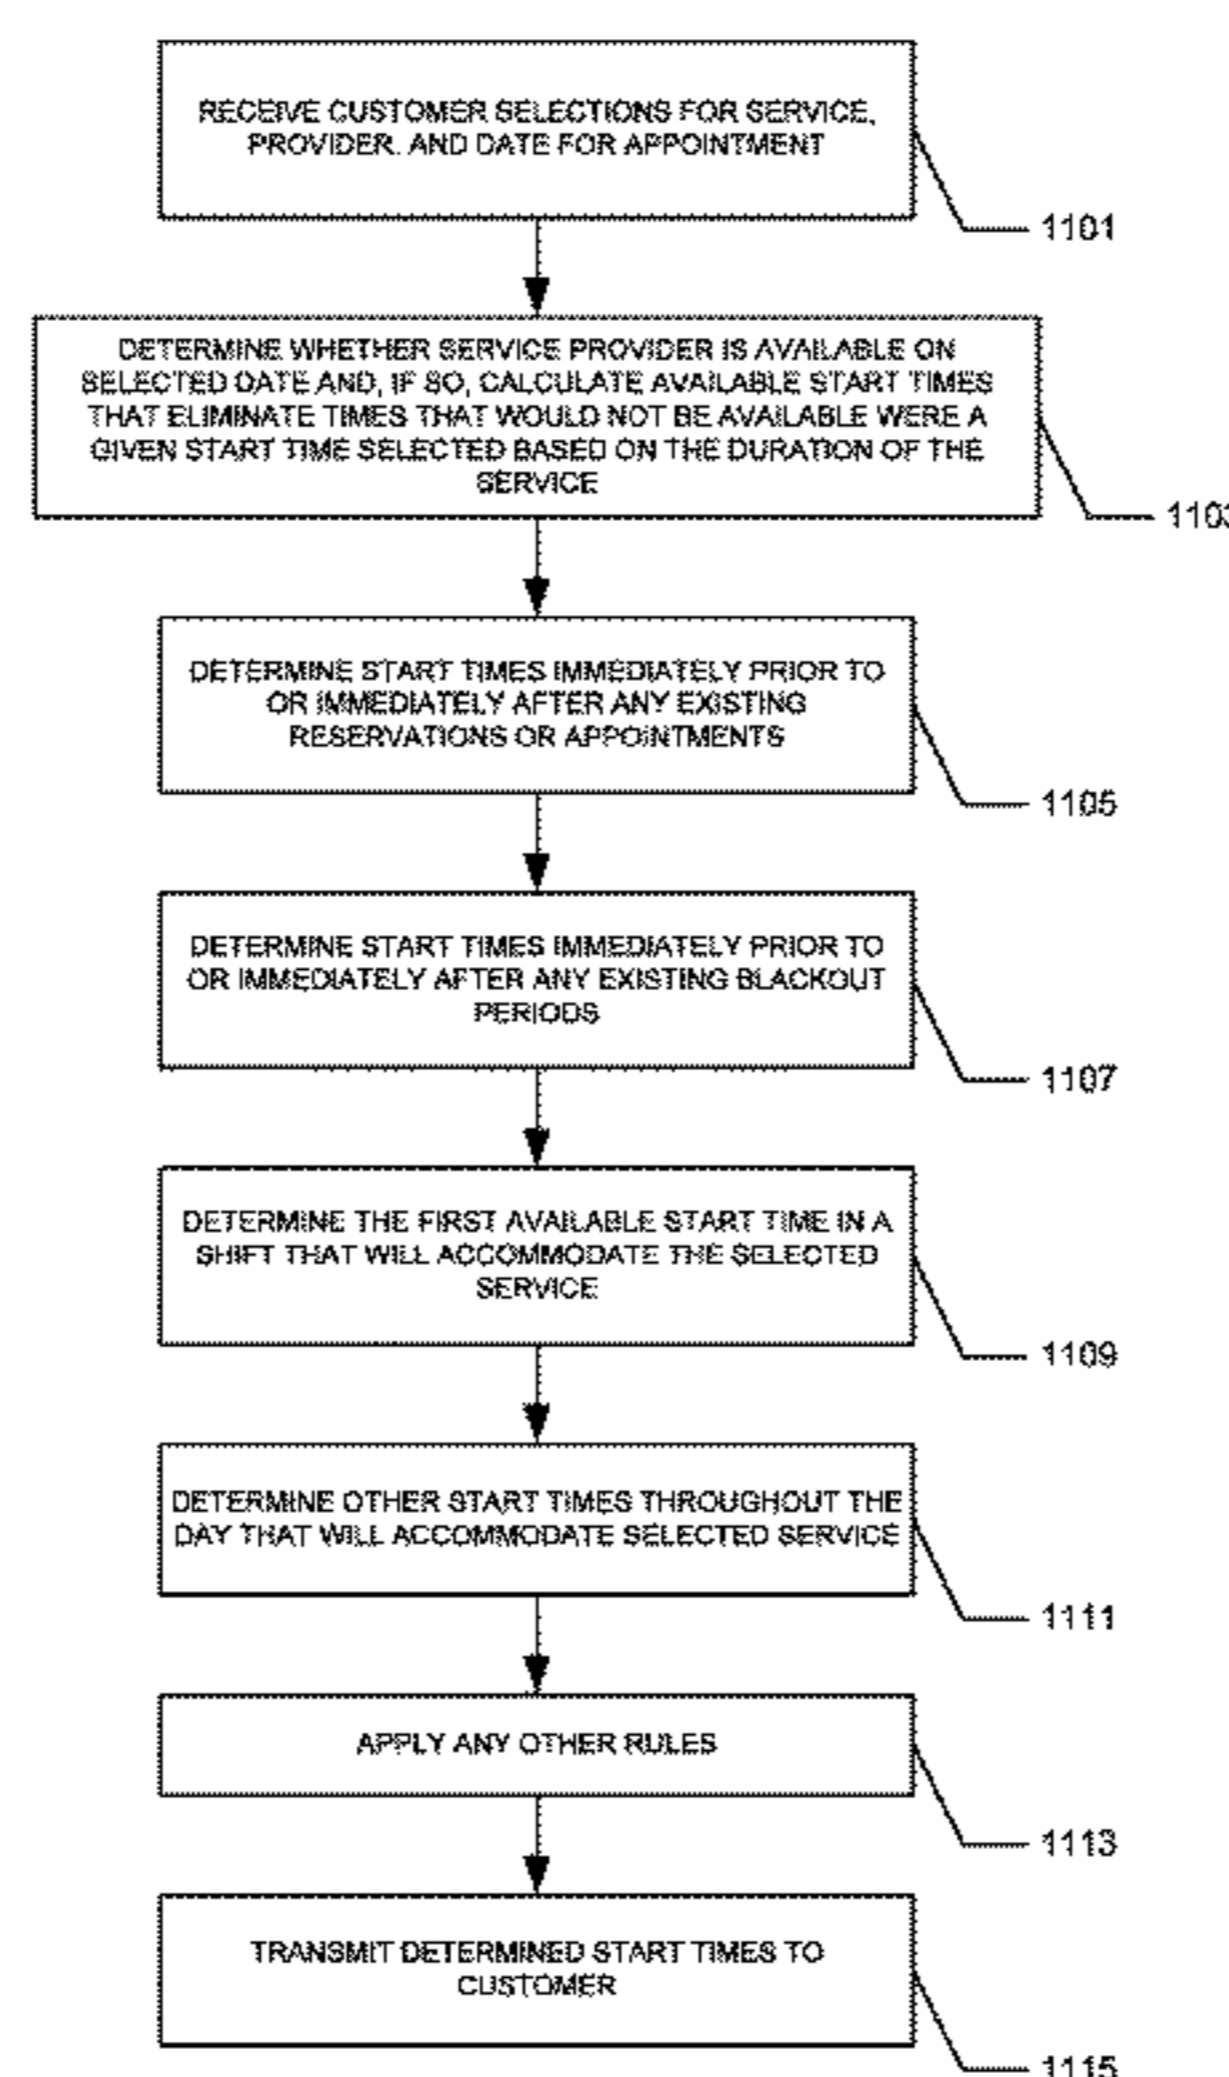 RECEIVE CUSTOMER SELECTIONS FOR SERVICE,
PROVIDER, AND DATE FOR APPOINTMENT
1101
DETERMINE WHETHER SERVICE PROVIDER IS AVAILABLE ON
SELECTED DATE AND, IF SO, CALCULATE AVAILABLE START TIMES
THAT ELIMINATE TIMES THAT WOULD NOT BE AVAILABLE WERE A
GIVEN START TIME SELECTED BASED ON THE DURATION OF THE
SERVICE
1103
DETERMINE START TIMES IMMEDIATELY PRIOR TO
OR IMMEDIATELY AFTER ANY EXISTING
RESERVATIONS OR APPOINTMENTS
1105
DETERMINE START TIMES IMMEDIATELY PRIOR TO
OR IMMEDIATELY AFTER ANY EXISTING BLACKOUT
PERIODS
1107
DETERMINE THE FIRST AVAILABLE START TIME IN A
SHIFT THAT WILL ACCOMMODATE THE SELECTED
SERVICE
1109
DETERMINE OTHER START TIMES THROUGHOUT THE
DAY THAT WILL ACCOMMODATE SELECTED SERVICE
1111
APPLY ANY OTHER RULES
1113
TRANSMIT DETERMINED START TIMES TO
CUSTOMER
1115